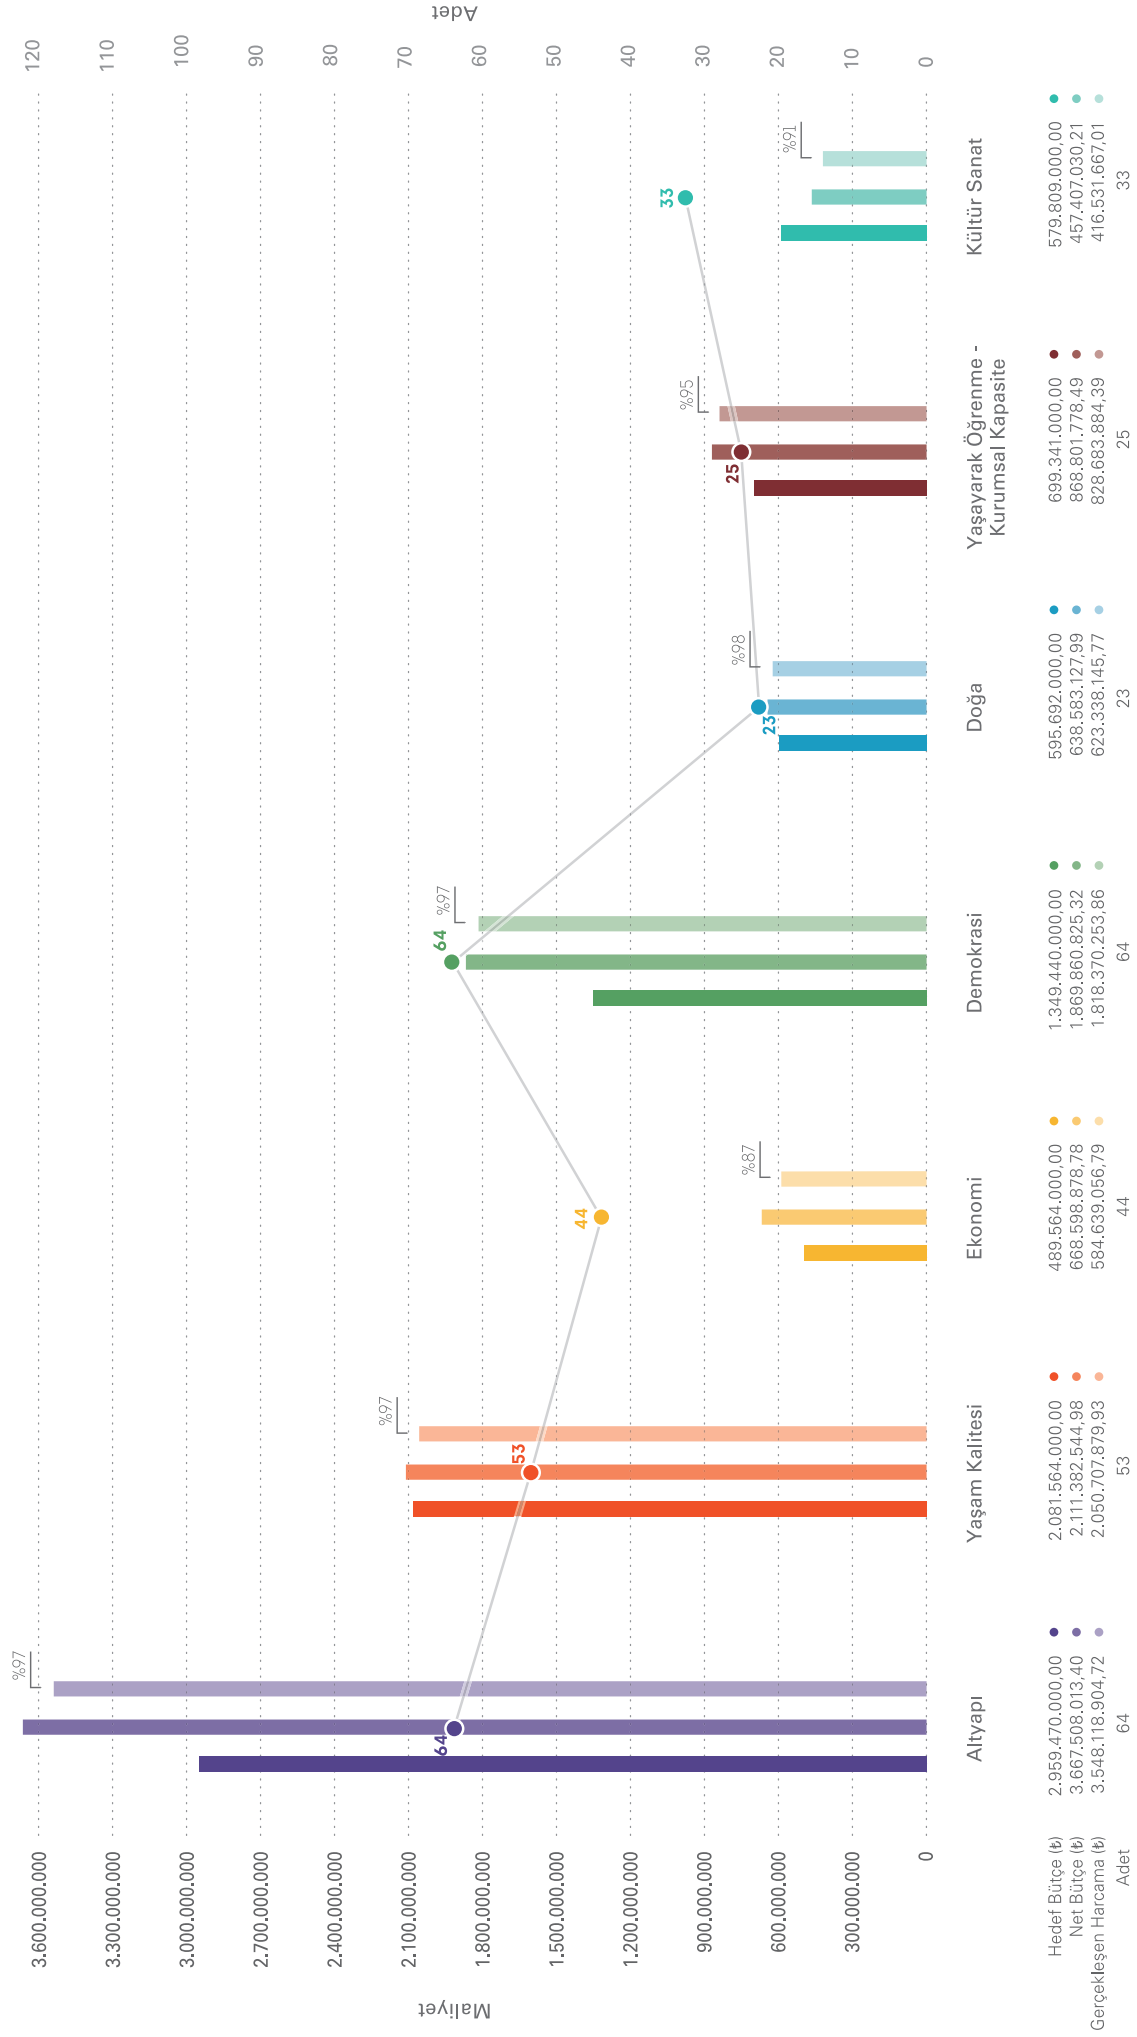 Maliyet
Adet
3.600.000.000
120
3.300.000.000
110
3.000.000.000
100
2.700.000.000
90
2.400.000.000
80
2.100.000.000
70
1.800.000.000
60
1.500.000.000
50
1.200.000.000
40
900.000.000
30
600.000.000
20
300.000.000
10
0
0
%97
64
%97
53
%87
44
%97
64
%98
23
%95
25
%91
33
Altyapı
Yaşam Kalitesi
Ekonomi
Demokrasi
Doğa
Yaşayarak Öğrenme -
Kurumsal Kapasite
Kültür Sanat
Hedef Bütçe (₺) 2.959.470.000,00 2.081.564.000,00 489.564.000,00 1.349.440.000,00 595.692.000,00 699.341.000,00 579.809.000,00
Net Bütçe (₺) 3.667.508.013,40 2.111.382.544,98 668.598.878,78 1.869.860.825,32 638.583.127,99 868.801.778,49 457.407.030,21
Gerçekleşen Harcama (₺) 3.548.118.904,72 2.050.707.879,93 584.639.056,79 1.818.370.253,86 623.338.145,77 828.683.884,39 416.531.667,01
Adet 64 53 44 64 23 25 33